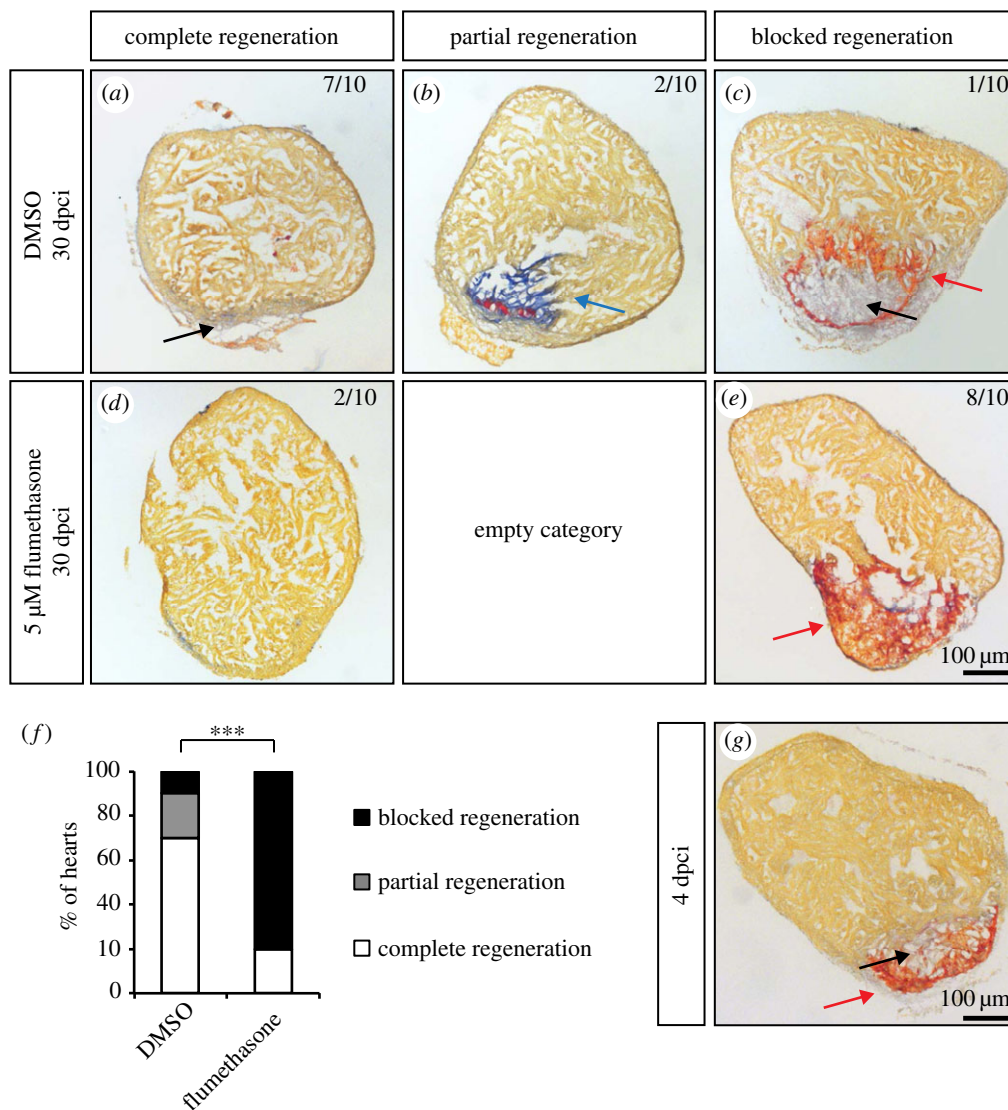 complete regeneration
partial regeneration
blocked regeneration
DMSO
30 dpci
(a)
7/10
(b)
2/10
(c)
1/10
5 µM flumethasone
30 dpci
(d)
2/10
empty category
(e)
8/10
100 µm
(f)
***
100
80
60
40
10
0
% of hearts
DMSO
flumethasone
blocked regeneration
partial regeneration
complete regeneration
4 dpci
(g)
100 µm